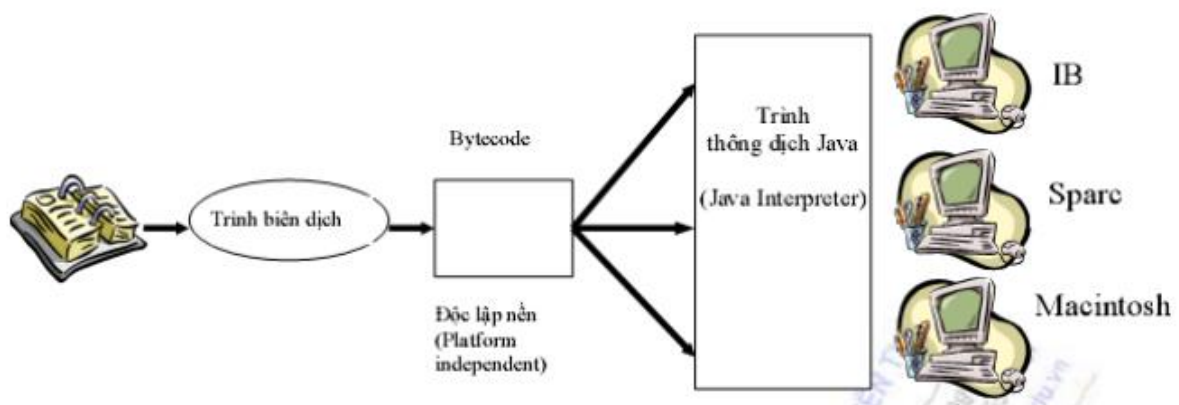 Trình biên dịch
Bytecode
Độc lập nền
(Platform
independent)
Trình
thông dịch Java
(Java Interpreter)
IB
Sparc
Macintosh